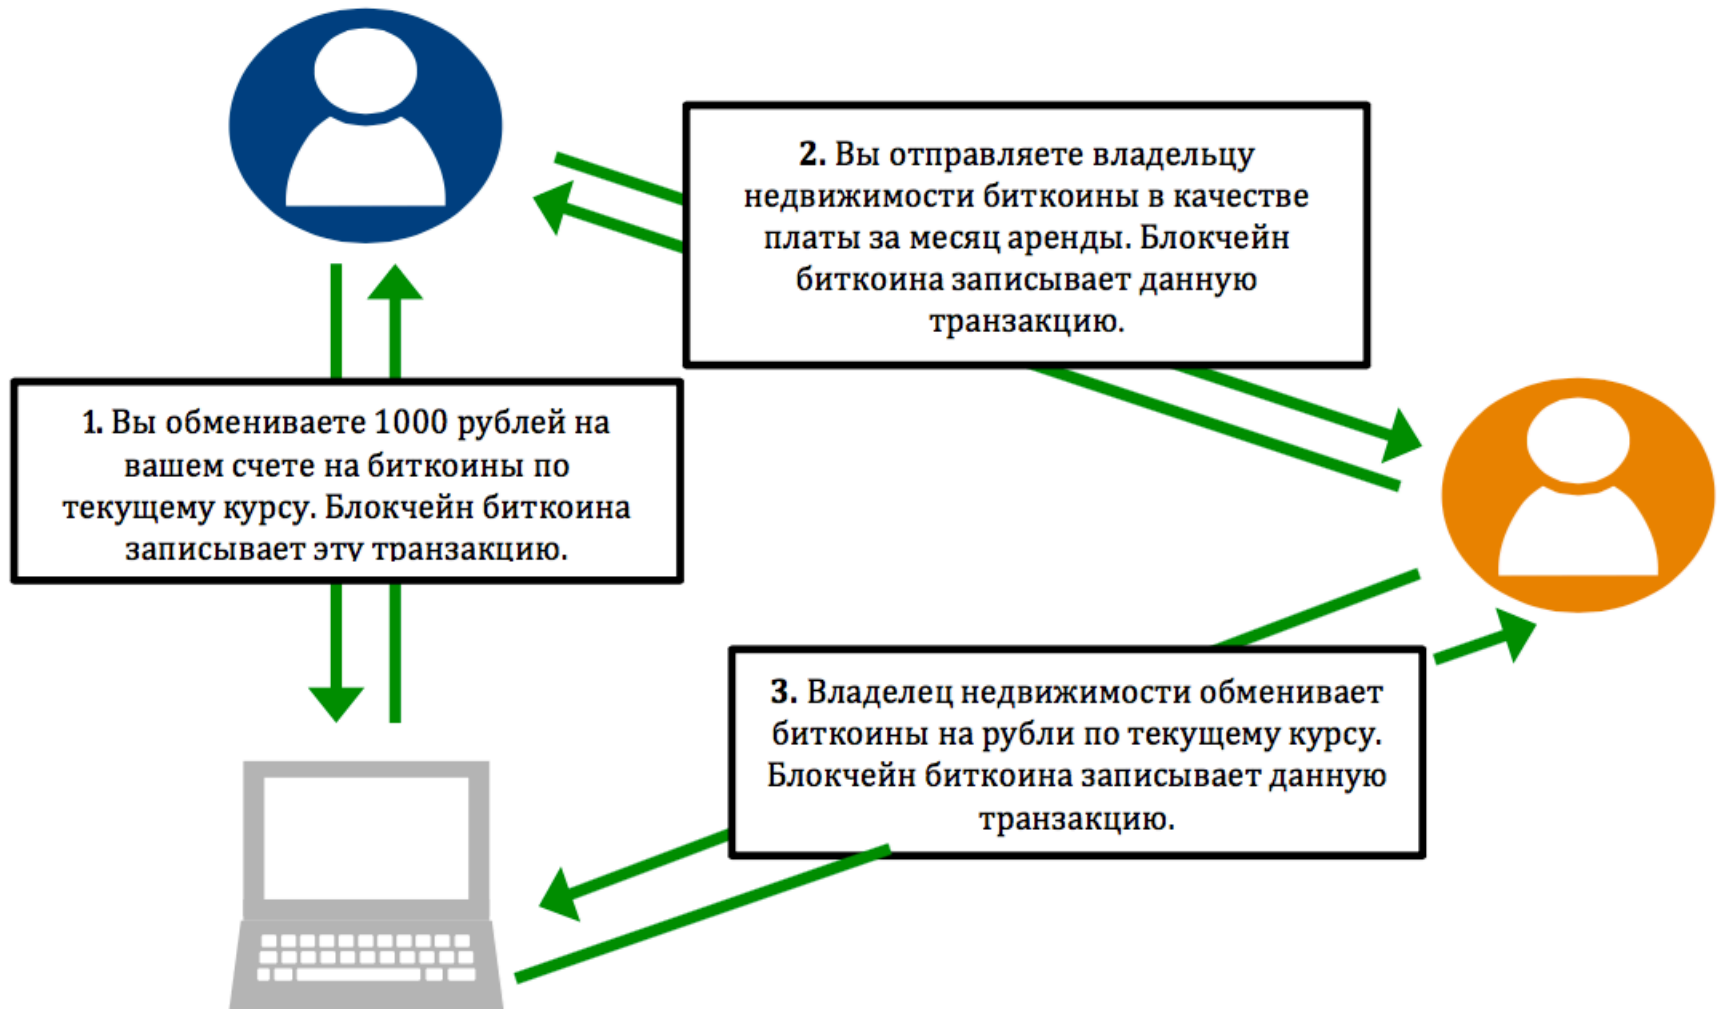 2. Вы отправляете владельцу
недвижимости биткоины в качестве
платы за месяц аренды. Блокчейн
биткоина записывает данную
транзакцию.
1. Вы обмениваете 1000 рублей на
вашем счете на биткоины по
текущему курсу. Блокчейн биткоина
записывает эту транзакцию.
3. Владелец недвижимости обменивает
биткоины на рубли по текущему курсу.
Блокчейн биткоина записывает данную
транзакцию.